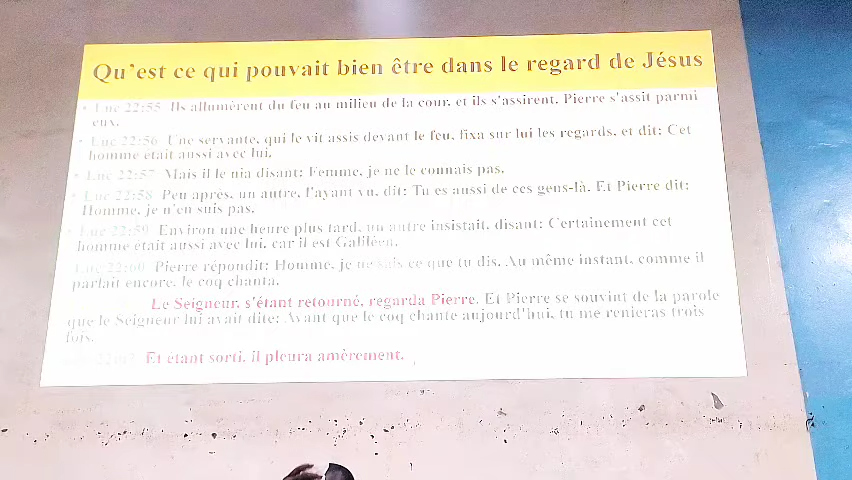 Qu'est ce qui pouvait bien être dans le regard de Jésus
• Luc 22:55 Ils allumèrent du feu au milieu de la cour, et ils s'assirent. Pierre s'assit parmi
eux.
• Luc 22:56 Une servante, qui le vit assis devant le feu, fixa sur lui les regards, et dit: Cet
homme était aussi avec lui.
• Luc 22:57 Mais il le nia disant: Femme, je ne le connais pas.
• Luc 22:58 Peu après, un autre, l'ayant vu, dit: Tu es aussi de ces gens-là. Et Pierre dit:
Homme, je n'en suis pas.
• Luc 22:59 Environ une heure plus tard, un autre insistait, disant: Certainement cet
homme était aussi avec lui, car il est Galiléen.
Luc 22:60 Pierre répondit: Homme, je ne sais ce que tu dis. Au même instant, comme il
parlait encore, le coq chanta.
Le Seigneur, s'étant retourné, regarda Pierre. Et Pierre se souvint de la parole
que le Seigneur lui avait dite: Avant que le coq chante aujourd'hui, tu me renieras trois
fois.
Et étant sorti, il pleura amèrement.